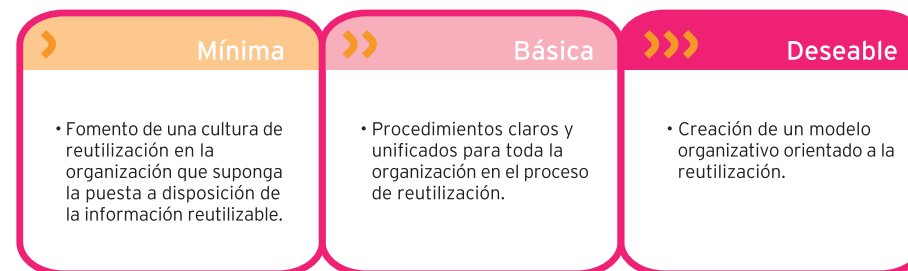 Mínima
• Fomento de una cultura de
reutilización en la
organización que suponga
la puesta a disposición de
la información reutilizable.
Básica
• Procedimientos claros y
unificados para toda la
organización en el proceso
de reutilización.
Deseable
• Creación de un modelo
organizativo orientado a la
reutilización.